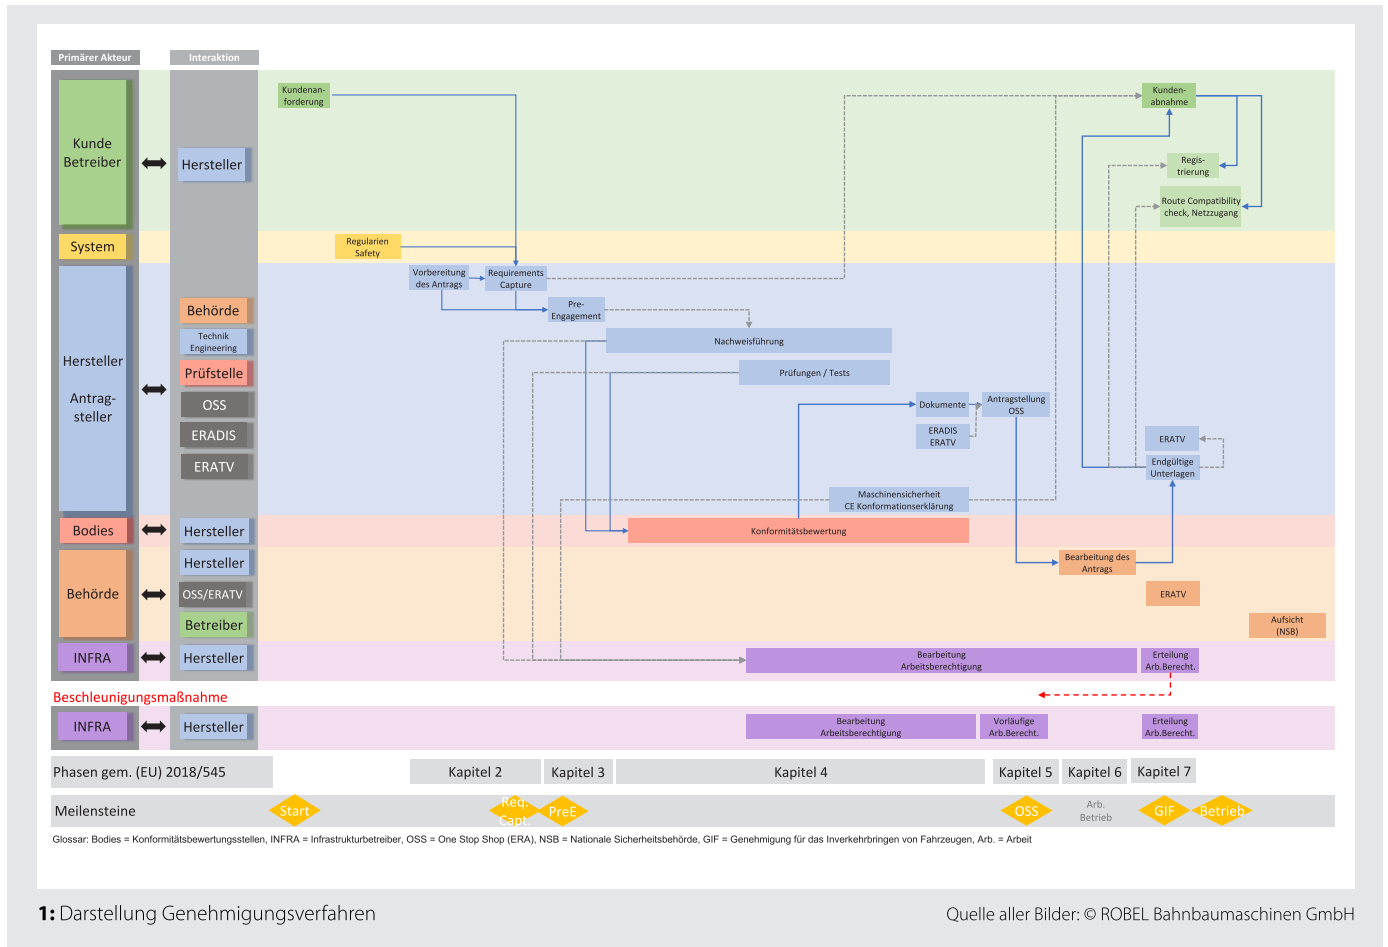 Primärer Akteur
Interaktion
Kunde
Betreiber
Hersteller
Kundenan-
forderung
Kunden-
abnahme
Regis-
trierung
Route Compatibility
check, Netzzugang
System
Regularien
Safety
Hersteller
Antrag-
steller
Behörde
Technik
Engineering
Prüfstelle
OSS
ERADIS
ERATV
Vorbereitung
des Antrags
Requirements
Capture
Pre-
Engagement
Nachweisführung
Prüfungen / Tests
Dokumente
Antragstellung
OSS
ERADIS
ERATV
ERATV
Endgültige
Unterlagen
Maschinensicherheit
CE Konformationserklärung
Bodies
Hersteller
Konformitätsbewertung
Behörde
Hersteller
OSS/ERATV
Betreiber
Bearbeitung des
Antrags
ERATV
Aufsicht
(NSB)
INFRA
Hersteller
Bearbeitung
Arbeitsberechtigung
Erteilung
Arb.Berecht.
Beschleunigungsmaßnahme
INFRA
Hersteller
Bearbeitung
Arbeitsberechtigung
Vorläufige
Arb.Berecht.
Erteilung
Arb.Berecht.
Phasen gem. (EU) 2018/545
Kapitel 2
Kapitel 3
Kapitel 4
Kapitel 5
Kapitel 6
Kapitel 7
Meilensteine
Start
Req.
Capt.
PreE
OSS
Arb.
Betrieb
GIF
Betrieb
Glossar: Bodies = Konformitätsbewertungsstellen, INFRA = Infrastrukturbetreiber, OSS = One Stop Shop (ERA), NSB = Nationale Sicherheitsbehörde, GIF = Genehmigung für das Inverkehrbringen von Fahrzeugen, Arb. = Arbeit
1: Darstellung Genehmigungsverfahren
Quelle aller Bilder: © ROBEL Bahnbaumaschinen GmbH